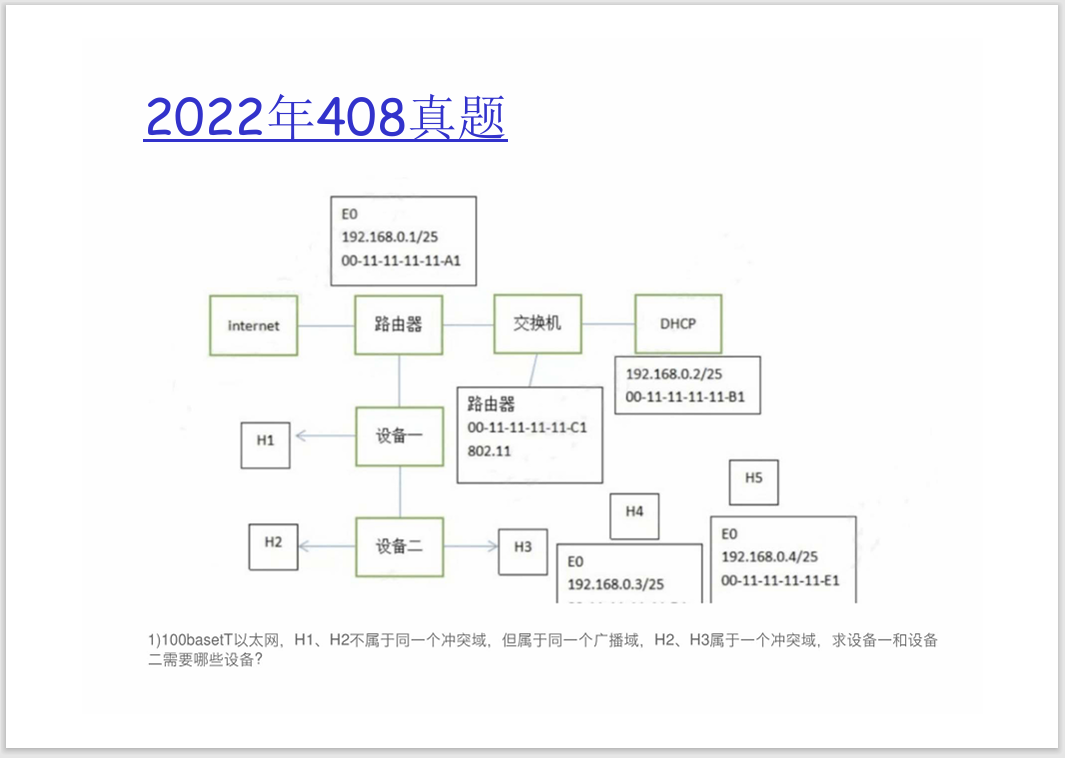 2022年408真题
E0
192.168.0.1/25
00-11-11-11-11-A1
internet
路由器
交换机
DHCP
192.168.0.2/25
00-11-11-11-11-B1
H1
设备一
路由器
00-11-11-11-11-C1
802.11
H5
H4
H2
设备二
H3
E0
192.168.0.3/25
E0
192.168.0.4/25
00-11-11-11-11-E1
1)100basetT以太网，H1、H2不属于同一个冲突域，但属于同一个广播域，H2、H3属于一个冲突域，求设备一和设备
二需要哪些设备？